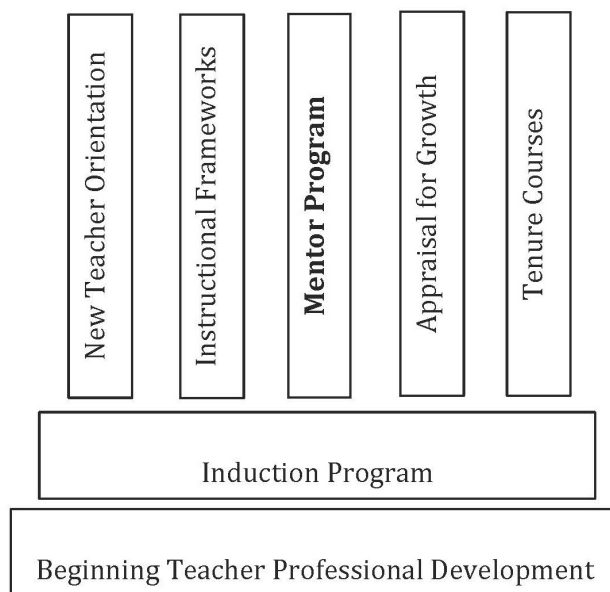 New Teacher Orientation
Instructional Frameworks
Mentor Program
Appraisal for Growth
Tenure Courses
Induction Program
Beginning Teacher Professional Development